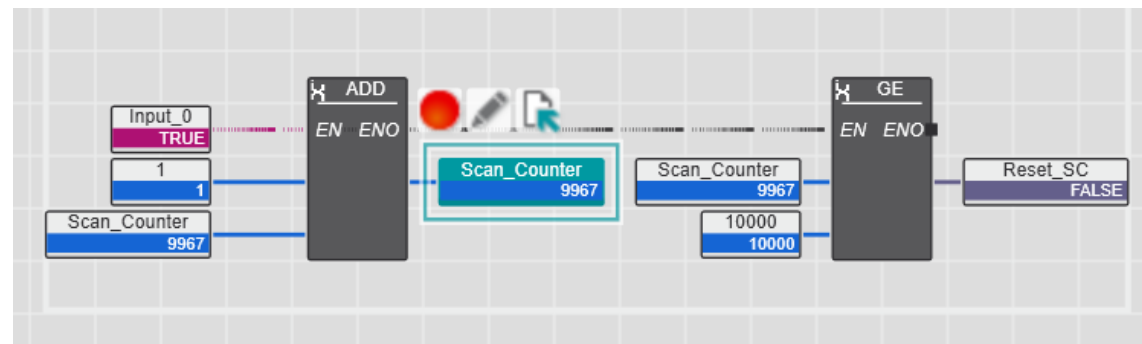 ADD
GE
Input_0
TRUE
EN ENO
EN ENO
1
1
Scan_Counter
9967
Scan_Counter
9967
Reset_SC
FALSE
Scan_Counter
9967
10000
10000